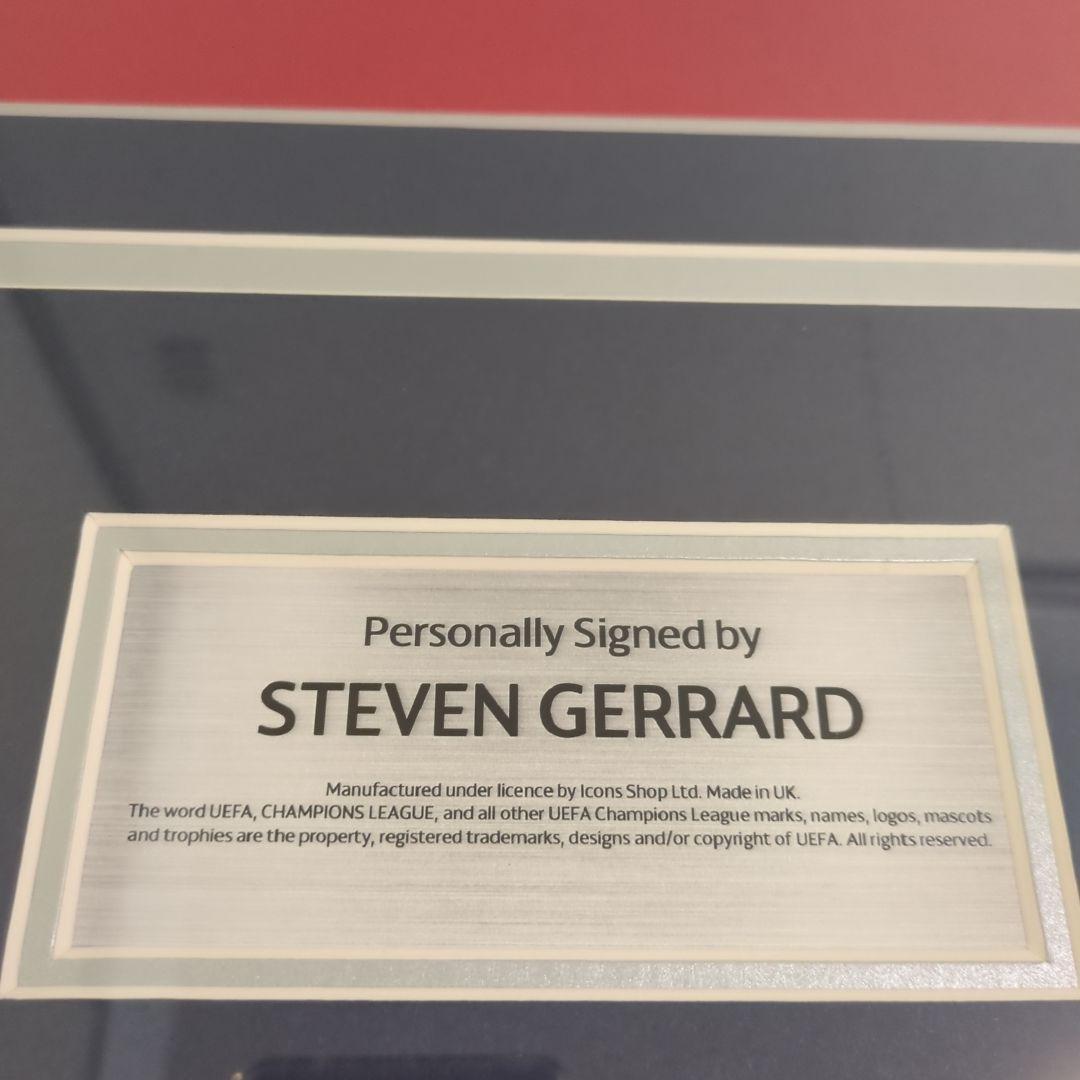 Personally Signed by
STEVEN GERRARD
Manufactured under licence by Icons Shop Ltd. Made in UK.
The word UEFA, CHAMPIONS LEAGUE, and all other UEFA Champions League marks, names, logos, mascots
and trophies are the property, registered trademarks, designs and/or copyright of UEFA. All rights reserved.